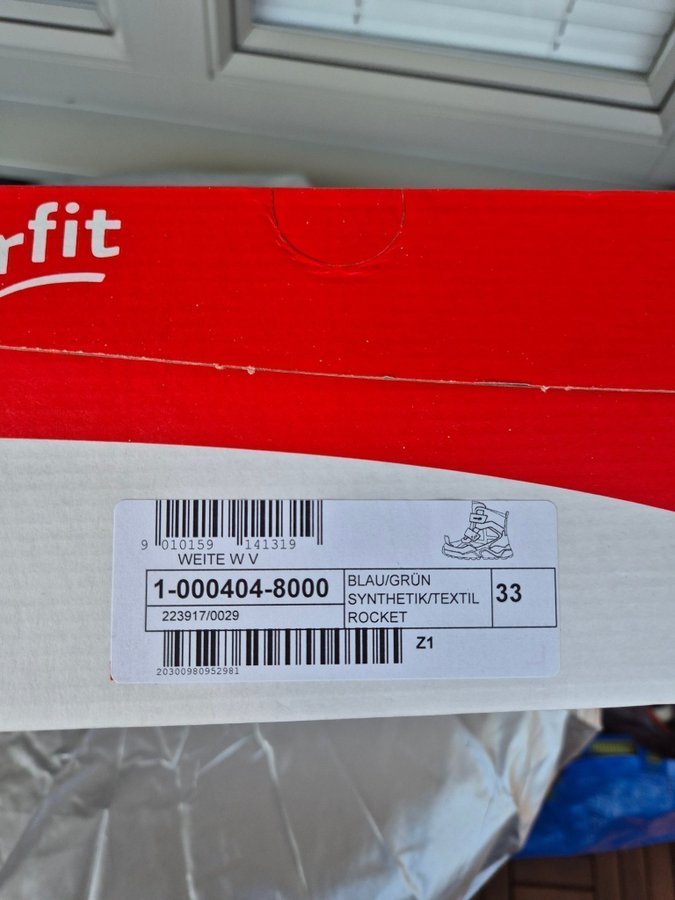 rfit
9 010159 141319
WEITE W V
1-000404-8000
223917/0029
BLAU/GRÜN
SYNTHETIK/TEXTIL
ROCKET
33
Z1
20300980952981